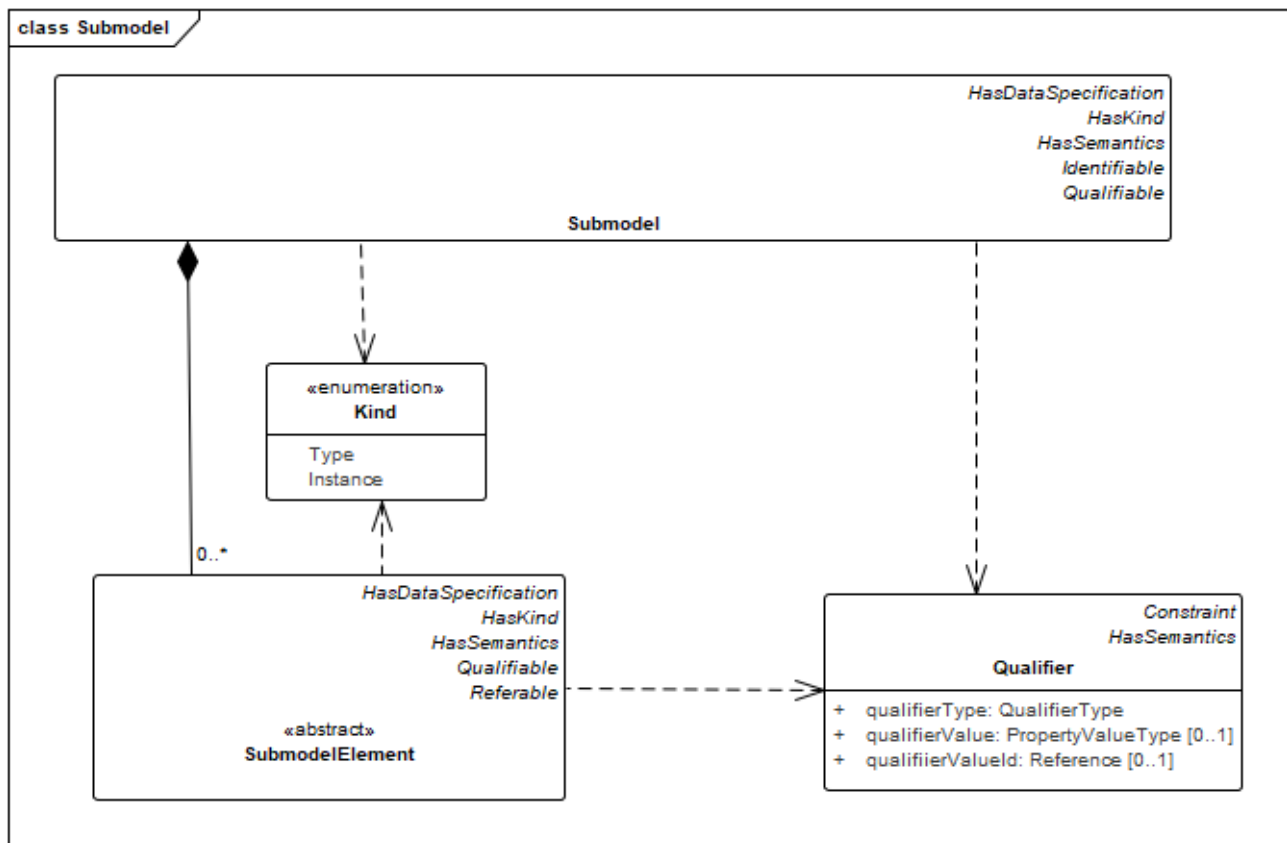 class Submodel
HasDataSpecification
HasKind
HasSemantics
Identifiable
Qualifiable
Submodel
«enumeration»
Kind
Type
Instance
0..*
HasDataSpecification
HasKind
HasSemantics
Qualifiable
Referable
«abstract»
SubmodelElement
Constraint
HasSemantics
Qualifier
+ qualifierType: QualifierType
+ qualifierValue: PropertyValueType [0..1]
+ qualifiierValueId: Reference [0..1]